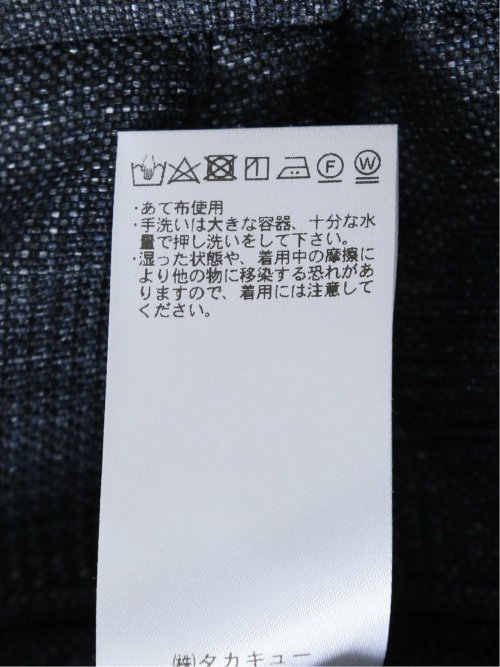 F W
・あて布使用
・手洗いは大きな容器、十分な水
量で押し洗いをして下さい。
・湿った状態や、着用中の摩擦に
より他の物に移染する恐れがあ
りますので、着用には注意して
ください。
㈱タカキュー